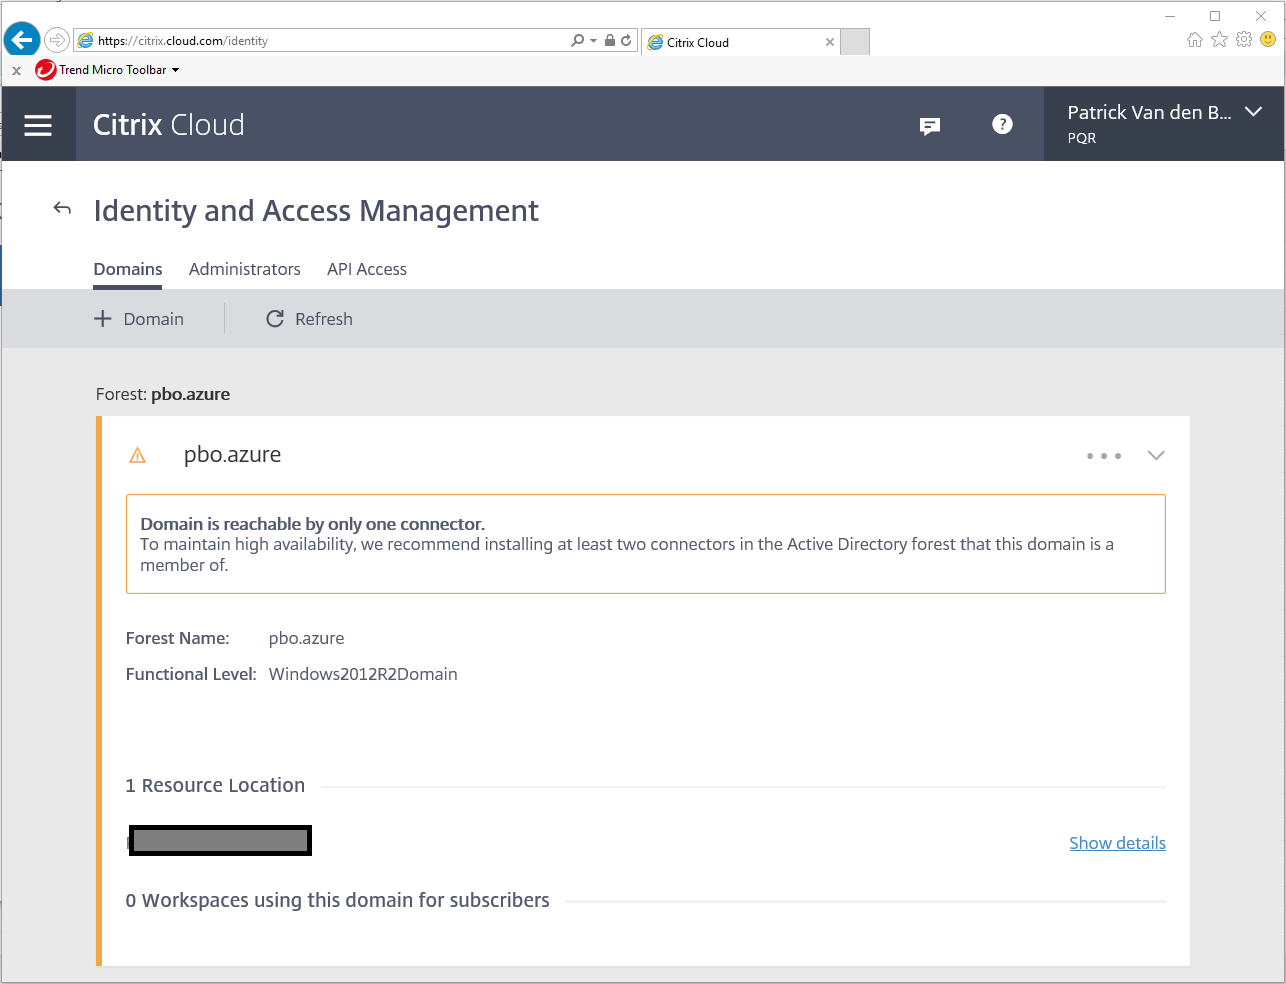 https://citrix.cloud.com/identity
Citrix Cloud
Trend Micro Toolbar
Citrix Cloud
Patrick Van den B...
PQR
Identity and Access Management
Domains Administrators API Access
Domain Refresh
Forest: pbo.azure
pbo.azure
Domain is reachable by only one connector.
To maintain high availability, we recommend installing at least two connectors in the Active Directory forest that this domain is a
member of.
Forest Name: pbo.azure
Functional Level: Windows2012R2Domain
1 Resource Location
Show details
0 Workspaces using this domain for subscribers